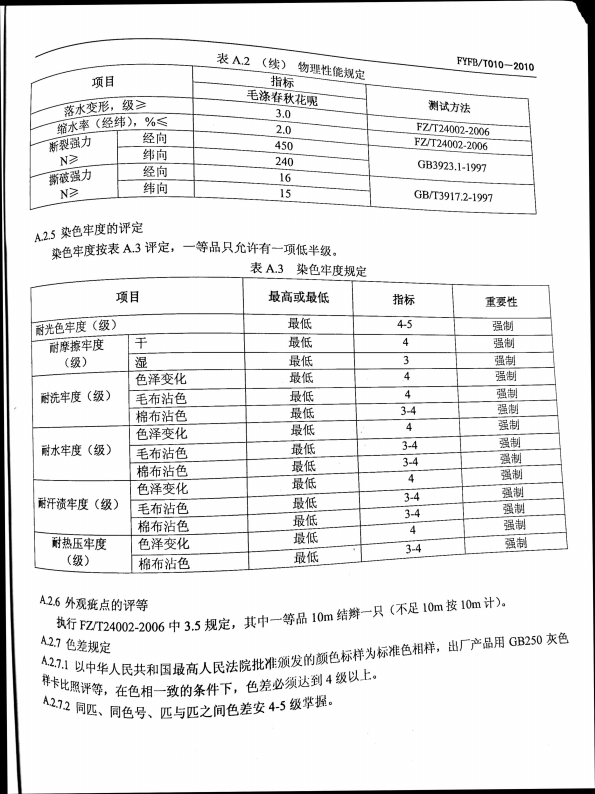 FYFB/T010－2010
表 A.2 （续） 物理性能规定
项目 指标 测试方法
毛涤春秋花呢
落水变形，级≥ 3.0 FZ/T24002-2006
缩水率（经纬），%≤ 2.0 FZ/T24002-2006
断裂强力 N≥ 经向 450 GB3923.1-1997
纬向 240
撕破强力 N≥ 经向 16 GB/T3917.2-1997
纬向 15
A.2.5 染色牢度的评定
染色牢度按表 A.3 评定，一等品只允许有一项低半级。
表 A.3 染色牢度规定
项目 最高或最低 指标 重要性
耐光色牢度（级） 最低 4-5 强制
耐摩擦牢度（级） 干 最低 4 强制
湿 最低 3 强制
耐洗牢度（级） 色泽变化 最低 4 强制
毛布沾色 最低 4 强制
棉布沾色 最低 3-4 强制
耐水牢度（级） 色泽变化 最低 4 强制
毛布沾色 最低 3-4 强制
棉布沾色 最低 3-4 强制
耐汗渍牢度（级） 色泽变化 最低 4 强制
毛布沾色 最低 3-4 强制
棉布沾色 最低 3-4 强制
耐热压牢度（级） 色泽变化 最低 4 强制
棉布沾色 最低 3-4 强制
A.2.6 外观疵点的评等
执行 FZ/T24002-2006 中 3.5 规定，其中一等品 10m 结辫一只（不足 10m 按 10m 计）。
A.2.7 色差规定
A.2.7.1 以中华人民共和国最高人民法院批准颁发的颜色标样为标准色相样，出厂产品用 GB250 灰色
样卡比照评等，在色相一致的条件下，色差必须达到 4 级以上。
A.2.7.2 同匹、同色号、匹与匹之间色差安 4-5 级掌握。